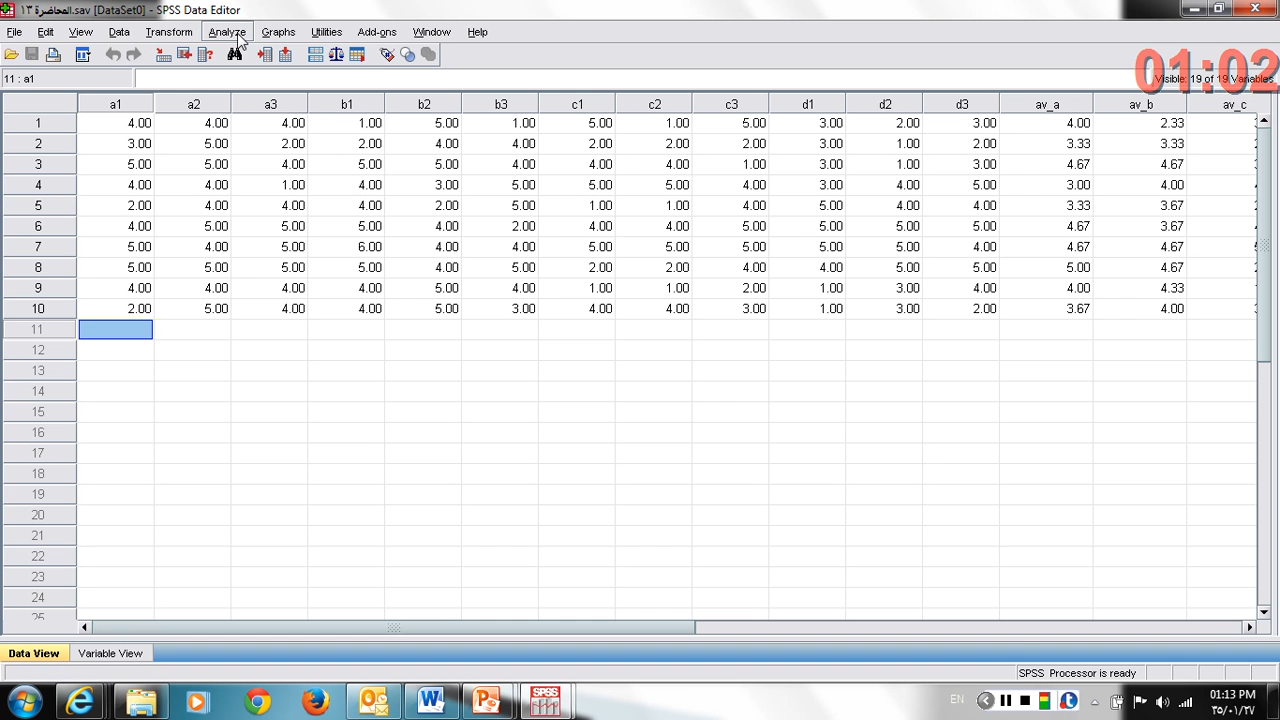 المحاضرة ١٣.sav [DataSet0] - SPSS Data Editor
File Edit View Data Transform Analyze Graphs Utilities Add-ons Window Help
01:02
11 : a1
Visible: 19 of 19 Variables
a1 a2 a3 b1 b2 b3 c1 c2 c3 d1 d2 d3 av_a av_b av_c
1 4.00 4.00 4.00 1.00 5.00 1.00 5.00 1.00 5.00 3.00 2.00 3.00 4.00 2.33
2 3.00 5.00 2.00 2.00 4.00 4.00 2.00 2.00 2.00 3.00 1.00 2.00 3.33 3.33
3 5.00 5.00 4.00 5.00 5.00 4.00 4.00 4.00 1.00 3.00 1.00 3.00 4.67 4.67
4 4.00 4.00 1.00 4.00 3.00 5.00 5.00 5.00 4.00 3.00 4.00 5.00 3.00 4.00
5 2.00 4.00 4.00 4.00 2.00 5.00 1.00 1.00 4.00 5.00 4.00 4.00 3.33 3.67
6 4.00 5.00 5.00 5.00 4.00 2.00 4.00 4.00 5.00 5.00 5.00 5.00 4.67 3.67
7 5.00 4.00 5.00 6.00 4.00 4.00 5.00 5.00 5.00 5.00 5.00 4.00 4.67 4.67
8 5.00 5.00 5.00 5.00 4.00 5.00 2.00 2.00 4.00 4.00 5.00 5.00 5.00 4.67
9 4.00 4.00 4.00 4.00 5.00 4.00 1.00 1.00 2.00 1.00 3.00 4.00 4.00 4.33
10 2.00 5.00 4.00 4.00 5.00 3.00 4.00 4.00 3.00 1.00 3.00 2.00 3.67 4.00
11
12
13
14
15
16
17
18
19
20
21
22
23
24
25
Data View Variable View
SPSS Processor is ready
EN
01:13 PM
٣٥/٠١/٢٧